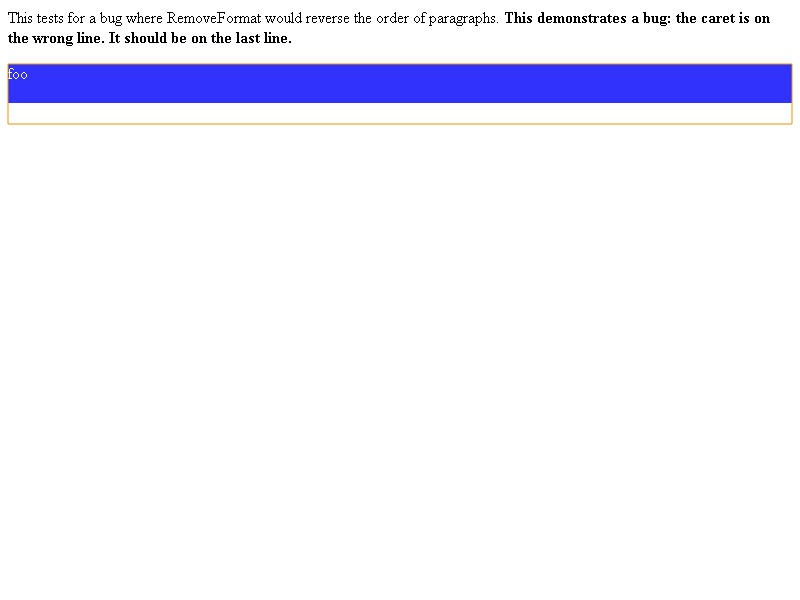 This tests for a bug where RemoveFormat would reverse the order of paragraphs. This demonstrates a bug: the caret is on
the wrong line. It should be on the last line.
foo